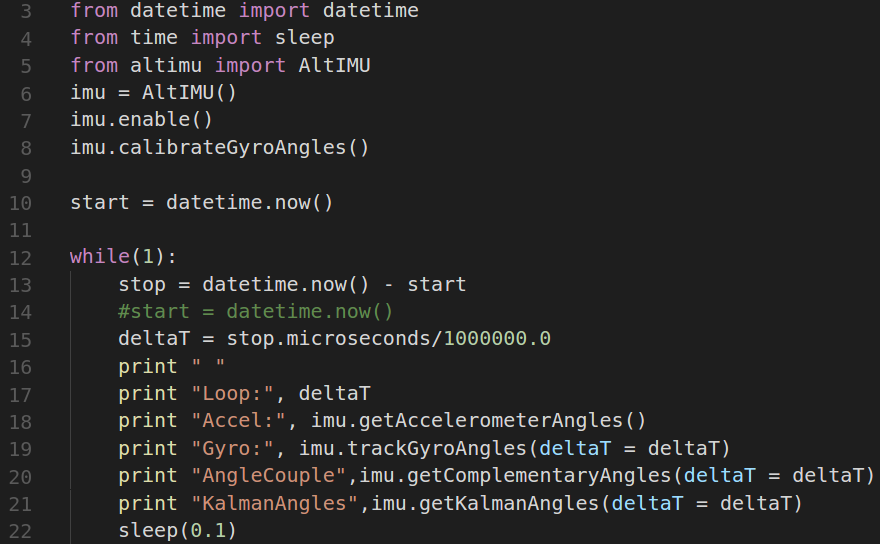 3 from datetime import datetime
4 from time import sleep
5 from altimu import AltIMU
6 imu = AltIMU()
7 imu.enable()
8 imu.calibrateGyroAngles()
9
10 start = datetime.now()
11
12 while(1):
13     stop = datetime.now() - start
14     #start = datetime.now()
15     deltaT = stop.microseconds/1000000.0
16     print " "
17     print "Loop:", deltaT
18     print "Accel:", imu.getAccelerometerAngles()
19     print "Gyro:", imu.trackGyroAngles(deltaT = deltaT)
20     print "AngleCouple",imu.getComplementaryAngles(deltaT = deltaT)
21     print "KalmanAngles",imu.getKalmanAngles(deltaT = deltaT)
22     sleep(0.1)